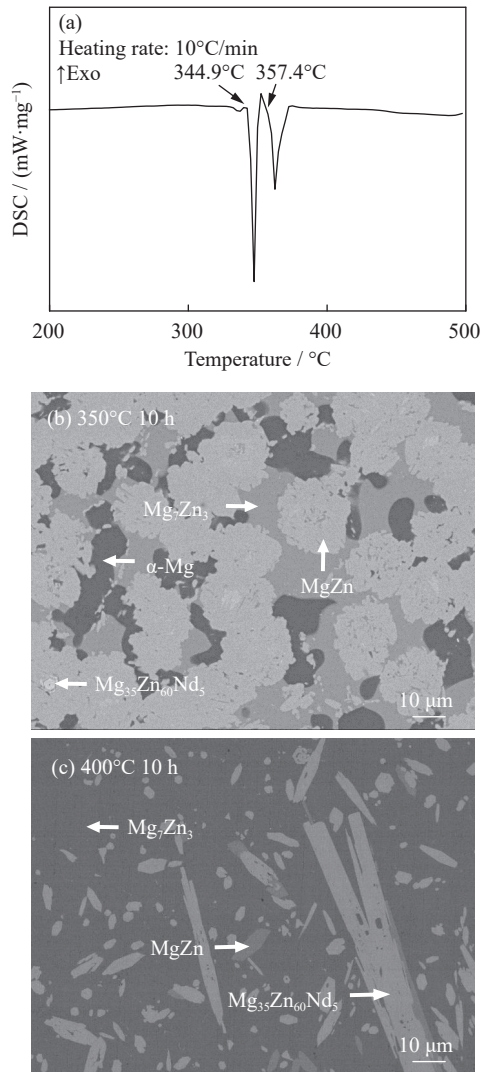 (a)
Heating rate: 10°C/min
↑Exo 344.9°C 357.4°C
DSC / (mW·mg⁻¹)
200 300 400 500
Temperature / °C
(b) 350°C 10 h
Mg₇Zn₃
α-Mg
MgZn
Mg₃₅Zn₆₀Nd₅
10 μm
(c) 400°C 10 h
Mg₇Zn₃
MgZn
Mg₃₅Zn₆₀Nd₅
10 μm